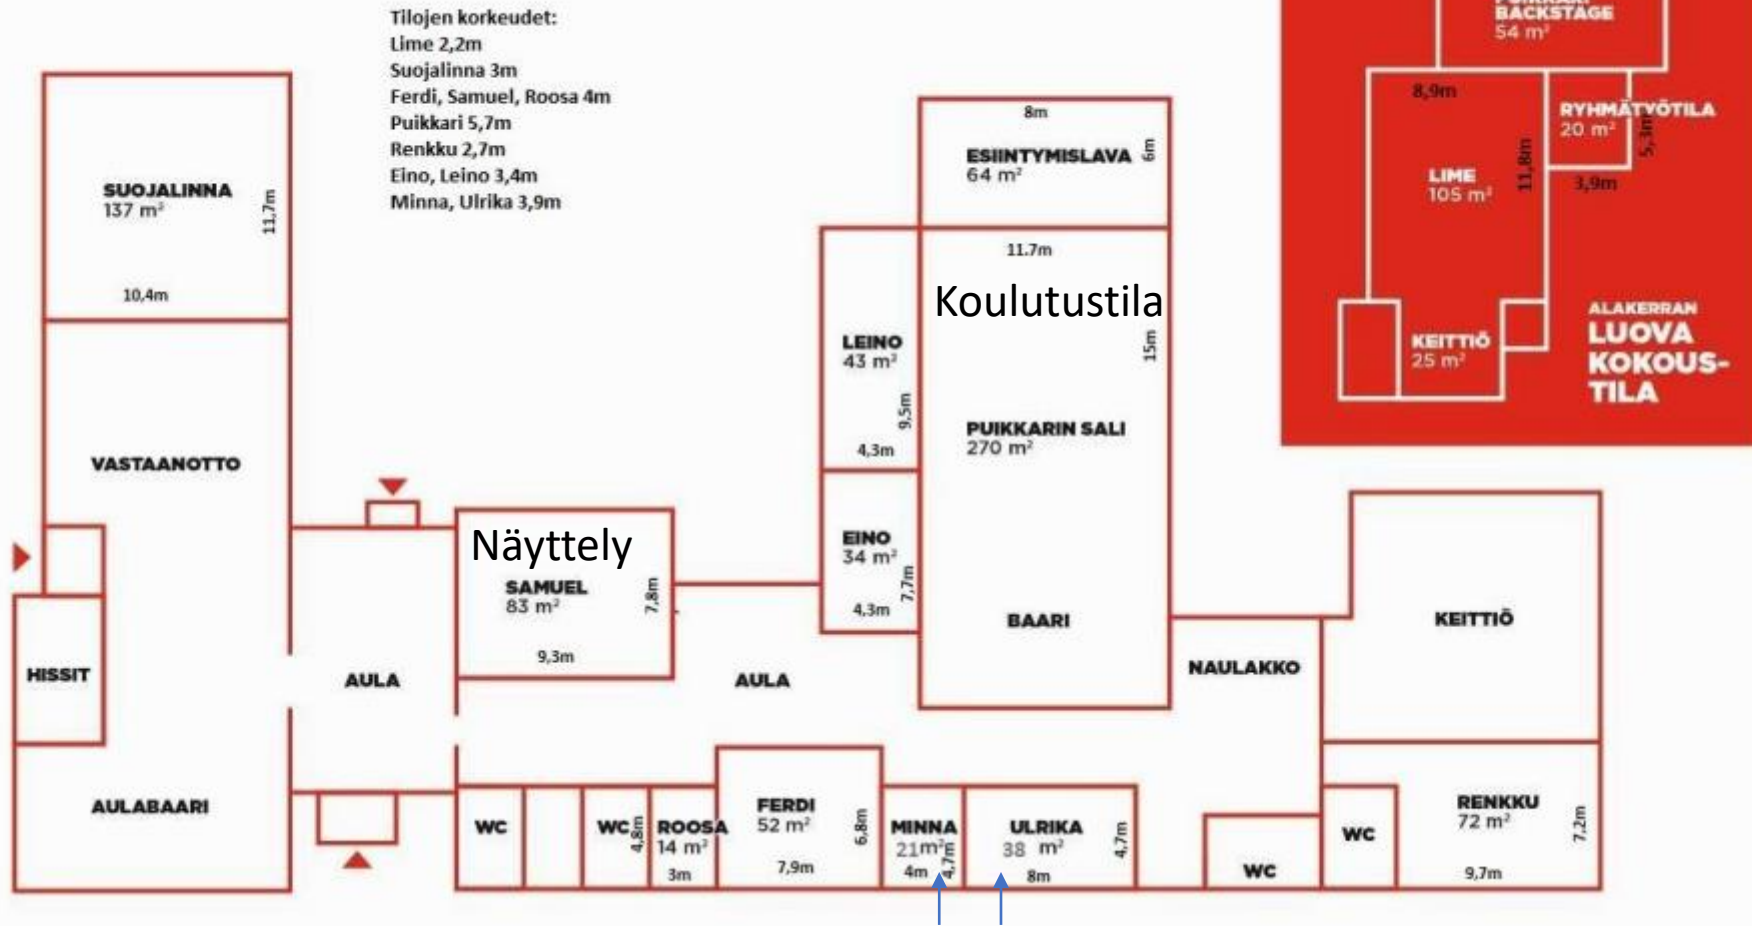 Tilojen korkeudet:
Lime 2,2m
Suojalinna 3m
Ferdi, Samuel, Roosa 4m
Puikkari 5,7m
Renkku 2,7m
Eino, Leino 3,4m
Minna, Ulrika 3,9m
SUOJALINNA
137 m²
11,7m
10,4m
VASTAANOTTO
HISSIT
AULABAARI
AULA
Näyttely
SAMUEL
83 m²
7,8m
9,3m
AULA
8m
ESIINTYMISLAVA
64 m²
6m
11.7m
Koulutustila
15m
LEINO
43 m²
9,5m
4,3m
PUIKKARIN SALI
270 m²
EINO
34 m²
7,7m
4,3m
BAARI
NAULAKKO
KEITTIÖ
WC
WC
4,8m
ROOSA
14 m²
3m
FERDI
52 m²
6,8m
7,9m
MINNA
21m²
4m
4,7m
ULRIKA
38 m²
4,7m
8m
WC
WC
RENKKU
72 m²
7,2m
9,7m
BACKSTAGE
54 m²
8,9m
RYHMÄTYÖTILA
20 m²
5,3m
3,9m
11,8m
LIME
105 m²
KEITTIÖ
25 m²
ALAKERRAN
LUOVA
KOKOUS-
TILA